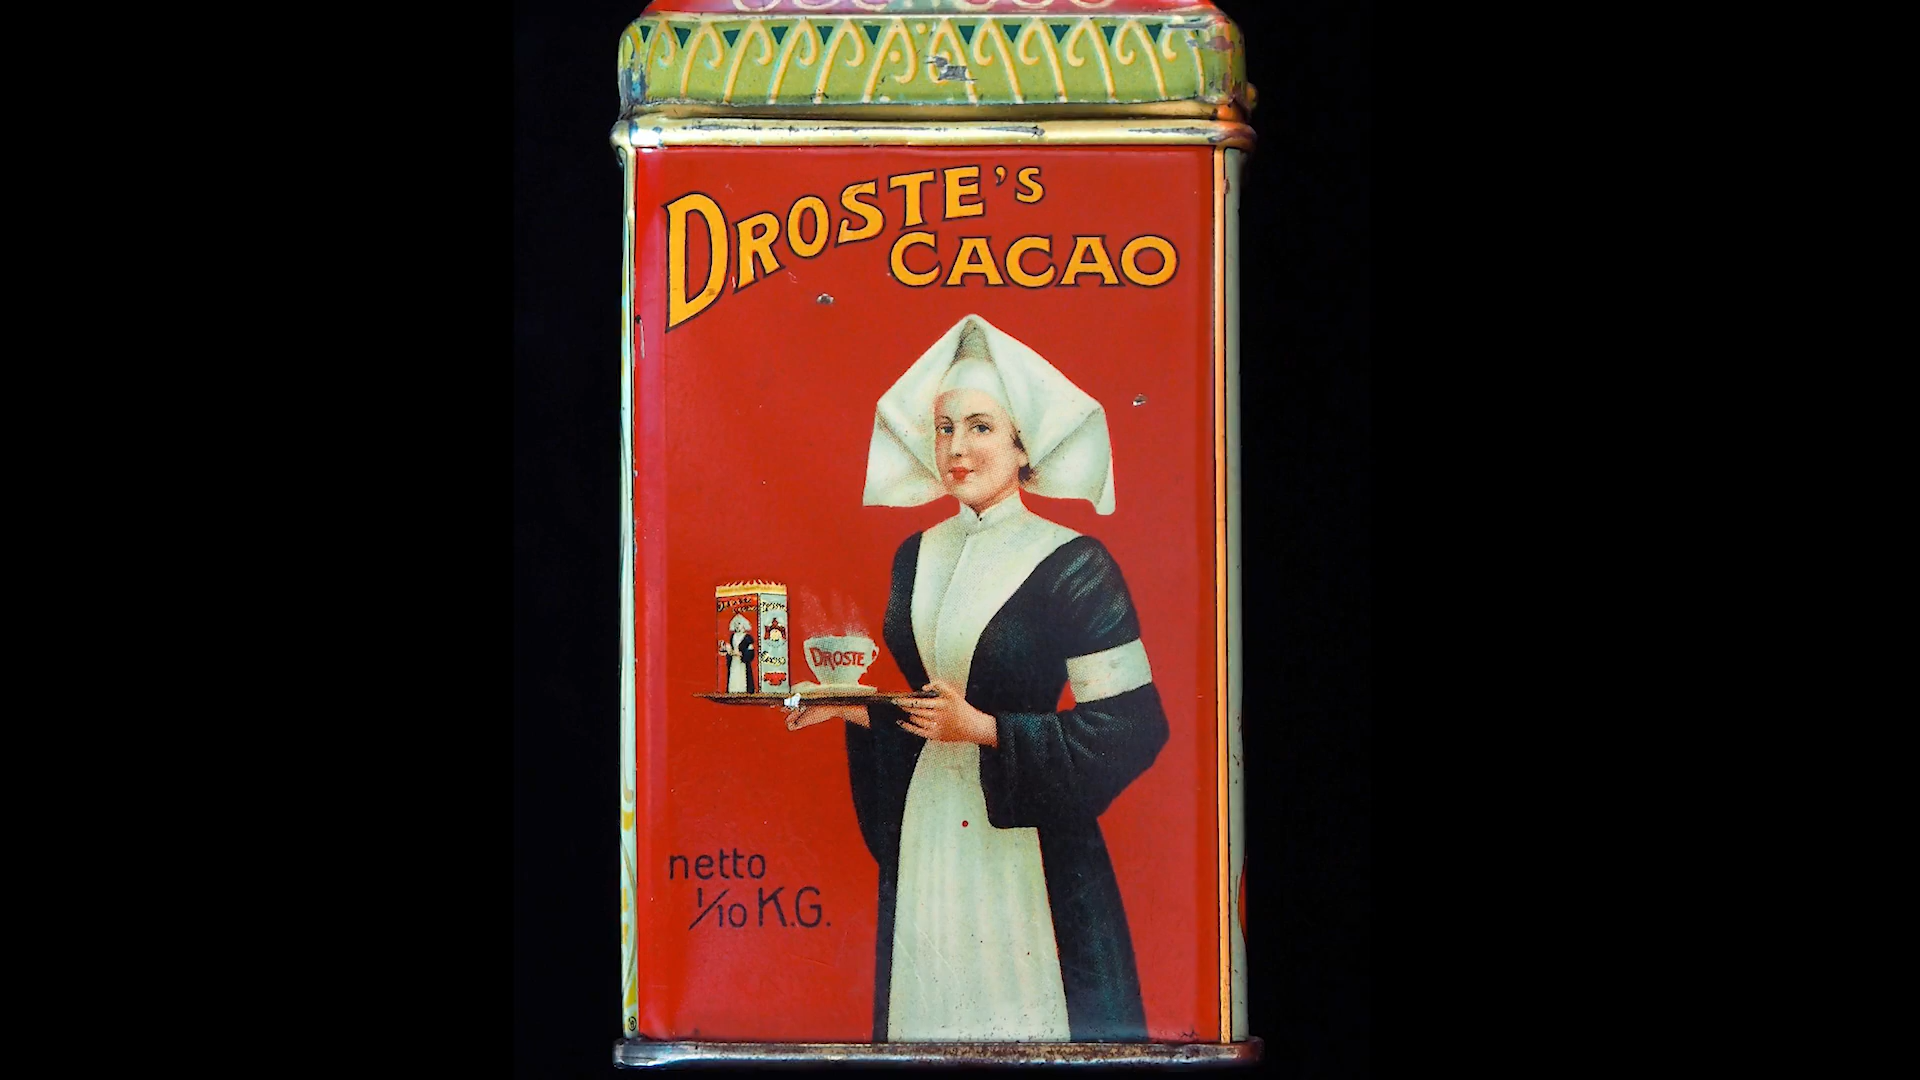 DROSTE'S
CACAO
DROSTE
netto
1/10 K.G.